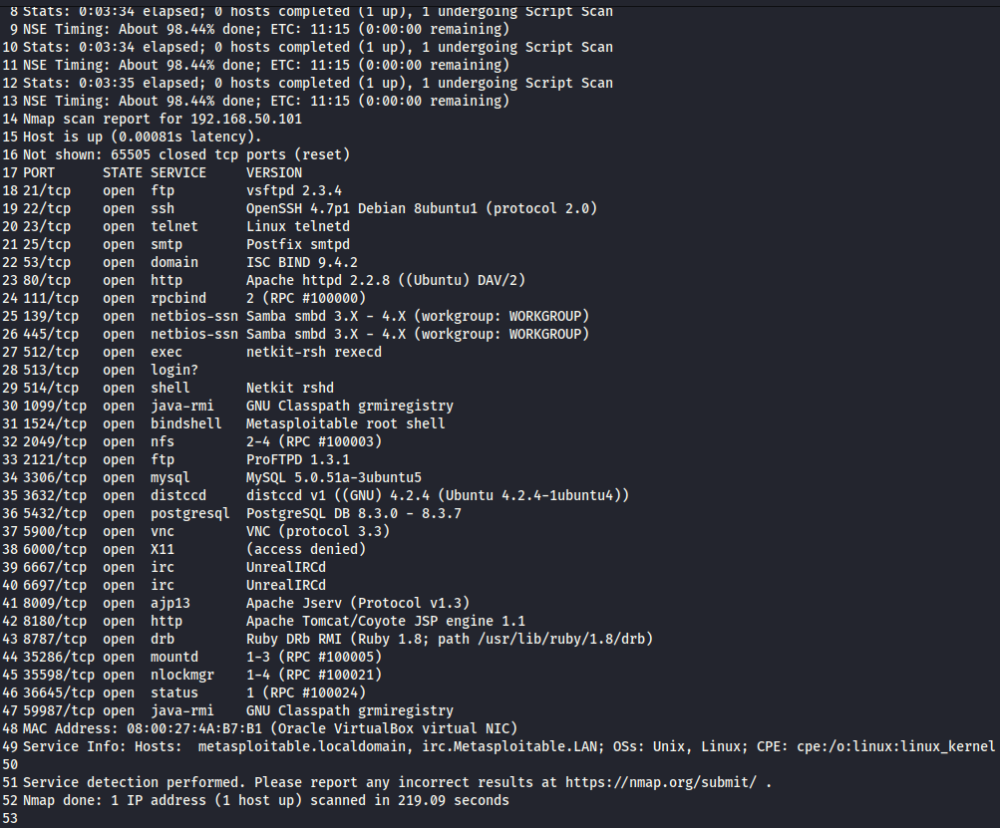 8 Stats: 0:03:34 elapsed; 0 hosts completed (1 up), 1 undergoing Script Scan
9 NSE Timing: About 98.44% done; ETC: 11:15 (0:00:00 remaining)
10 Stats: 0:03:34 elapsed; 0 hosts completed (1 up), 1 undergoing Script Scan
11 NSE Timing: About 98.44% done; ETC: 11:15 (0:00:00 remaining)
12 Stats: 0:03:35 elapsed; 0 hosts completed (1 up), 1 undergoing Script Scan
13 NSE Timing: About 98.44% done; ETC: 11:15 (0:00:00 remaining)
14 Nmap scan report for 192.168.50.101
15 Host is up (0.00081s latency).
16 Not shown: 65505 closed tcp ports (reset)
17 PORT      STATE SERVICE     VERSION
18 21/tcp    open  ftp         vsftpd 2.3.4
19 22/tcp    open  ssh         OpenSSH 4.7p1 Debian 8ubuntu1 (protocol 2.0)
20 23/tcp    open  telnet      Linux telnetd
21 25/tcp    open  smtp        Postfix smtpd
22 53/tcp    open  domain      ISC BIND 9.4.2
23 80/tcp    open  http        Apache httpd 2.2.8 ((Ubuntu) DAV/2)
24 111/tcp   open  rpcbind     2 (RPC #100000)
25 139/tcp   open  netbios-ssn Samba smbd 3.X - 4.X (workgroup: WORKGROUP)
26 445/tcp   open  netbios-ssn Samba smbd 3.X - 4.X (workgroup: WORKGROUP)
27 512/tcp   open  exec        netkit-rsh rexecd
28 513/tcp   open  login?
29 514/tcp   open  shell       Netkit rshd
30 1099/tcp  open  java-rmi    GNU Classpath grmiregistry
31 1524/tcp  open  bindshell   Metasploitable root shell
32 2049/tcp  open  nfs         2-4 (RPC #100003)
33 2121/tcp  open  ftp         ProFTPD 1.3.1
34 3306/tcp  open  mysql       MySQL 5.0.51a-3ubuntu5
35 3632/tcp  open  distccd     distccd v1 ((GNU) 4.2.4 (Ubuntu 4.2.4-1ubuntu4))
36 5432/tcp  open  postgresql  PostgreSQL DB 8.3.0 - 8.3.7
37 5900/tcp  open  vnc         VNC (protocol 3.3)
38 6000/tcp  open  X11         (access denied)
39 6667/tcp  open  irc         UnrealIRCd
40 6697/tcp  open  irc         UnrealIRCd
41 8009/tcp  open  ajp13       Apache Jserv (Protocol v1.3)
42 8180/tcp  open  http        Apache Tomcat/Coyote JSP engine 1.1
43 8787/tcp  open  drb         Ruby DRb RMI (Ruby 1.8; path /usr/lib/ruby/1.8/drb)
44 35286/tcp open  mountd      1-3 (RPC #100005)
45 35598/tcp open  nlockmgr    1-4 (RPC #100021)
46 36645/tcp open  status      1 (RPC #100024)
47 59987/tcp open  java-rmi    GNU Classpath grmiregistry
48 MAC Address: 08:00:27:4A:B7:B1 (Oracle VirtualBox virtual NIC)
49 Service Info: Hosts:  metasploitable.localdomain, irc.Metasploitable.LAN; OSs: Unix, Linux; CPE: cpe:/o:linux:linux_kernel
50
51 Service detection performed. Please report any incorrect results at https://nmap.org/submit/ .
52 Nmap done: 1 IP address (1 host up) scanned in 219.09 seconds
53